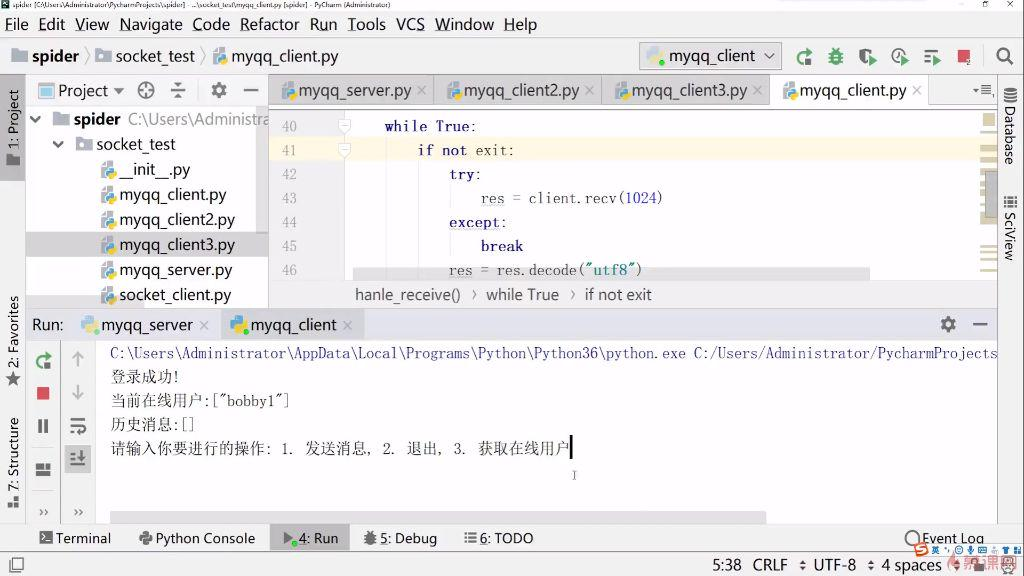 spider [C:\Users\Administrator\PycharmProjects\spider] - ...\socket_test\myqq_client.py [spider] - PyCharm (Administrator)
File Edit View Navigate Code Refactor Run Tools VCS Window Help
spider socket_test myqq_client.py myqq_client
1: Project
Project
myqq_server.py myqq_client2.py myqq_client3.py myqq_client.py
spider C:\Users\Administra
socket_test
__init__.py
myqq_client.py
myqq_client2.py
myqq_client3.py
myqq_server.py
socket_client.py
40 while True:
41 if not exit:
42 try:
43 res = client.recv(1024)
44 except:
45 break
46 res = res.decode("utf8")
hanle_receive() › while True › if not exit
Database
SciView
2: Favorites
7: Structure
Run: myqq_server myqq_client
C:\Users\Administrator\AppData\Local\Programs\Python\Python36\python.exe C:/Users/Administrator/PycharmProjects
登录成功!
当前在线用户:["bobby1"]
历史消息:[]
请输入你要进行的操作: 1. 发送消息, 2. 退出, 3. 获取在线用户
Terminal Python Console 4: Run 5: Debug 6: TODO Event Log
英
5:38 CRLF UTF-8 4 spaces
慕课网